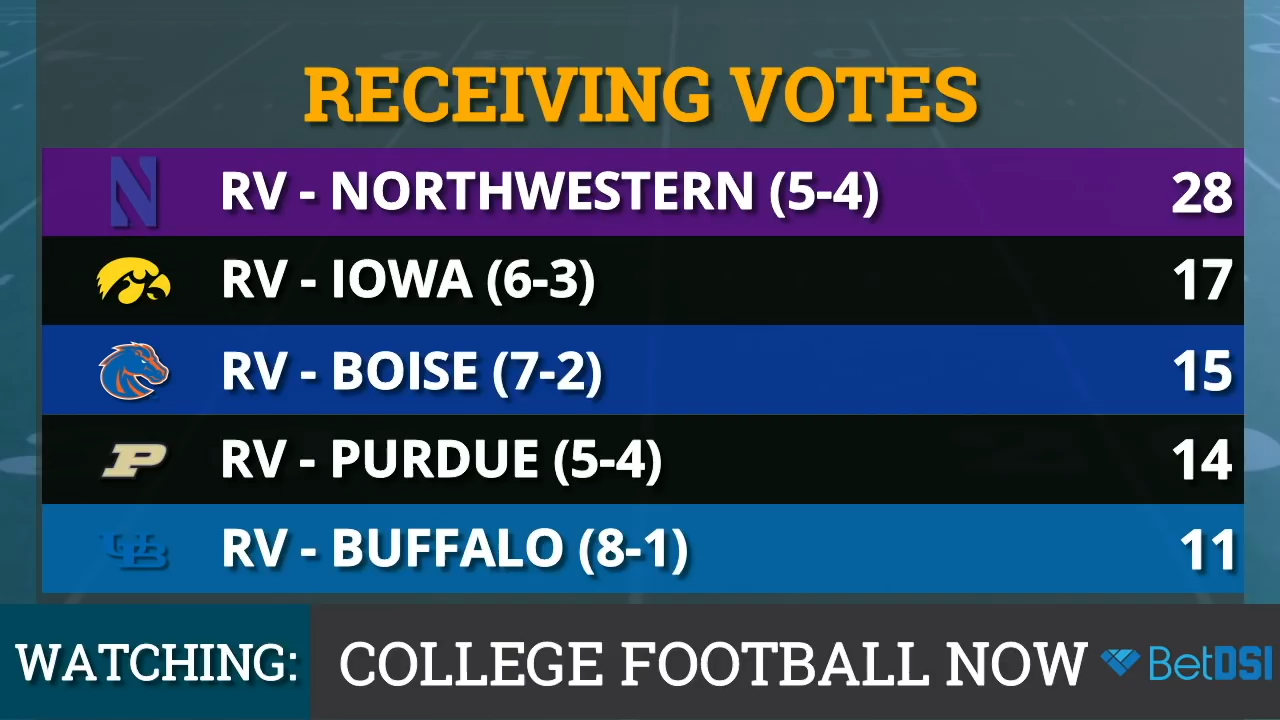 RECEIVING VOTES
N
RV - NORTHWESTERN (5-4) 28
RV - IOWA (6-3) 17
RV - BOISE (7-2) 15
P
RV - PURDUE (5-4) 14
UB
RV - BUFFALO (8-1) 11
WATCHING: COLLEGE FOOTBALL NOW BetDSI